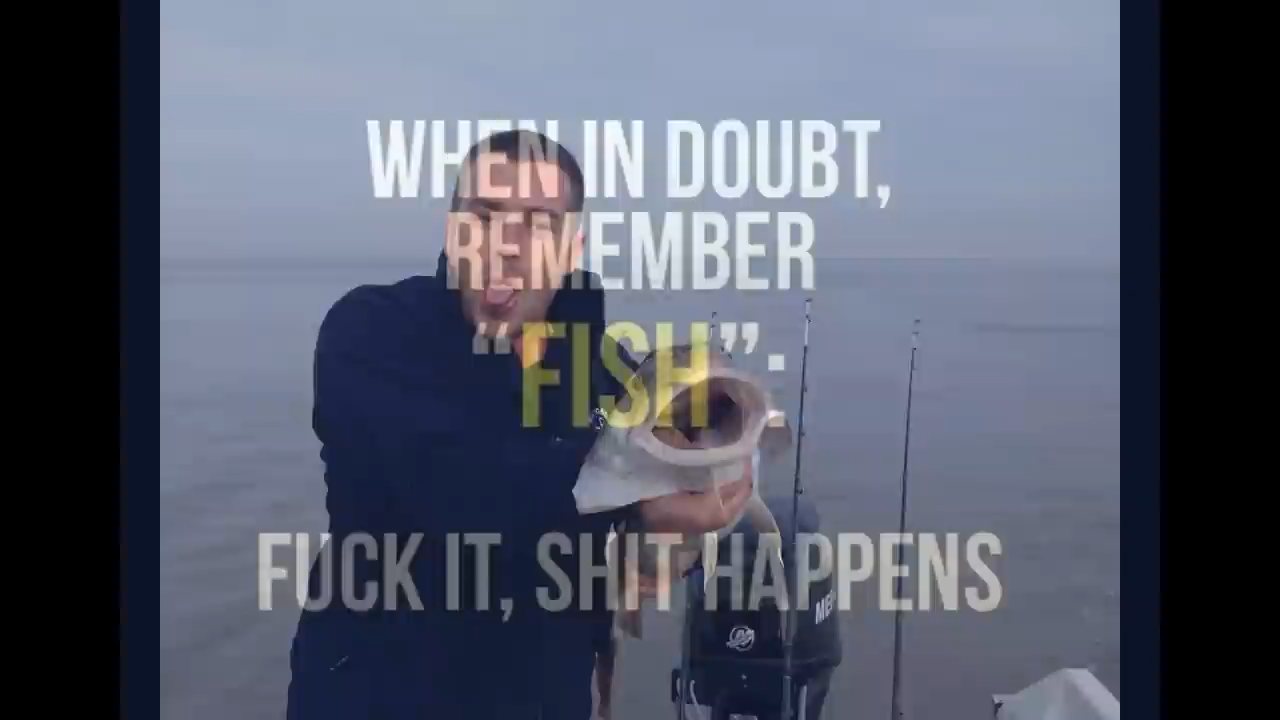 WHEN IN DOUBT,
REMEMBER
“FISH”:
FUCK IT, SHIT HAPPENS